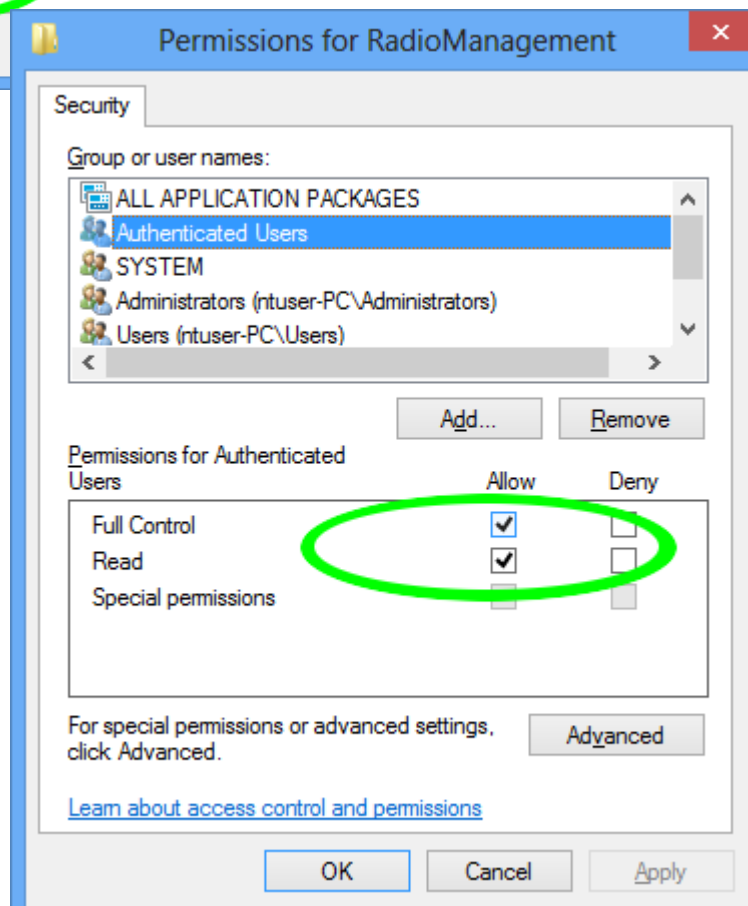 Permissions for RadioManagement
Security
Group or user names:
ALL APPLICATION PACKAGES
Authenticated Users
SYSTEM
Administrators (ntuser-PC\Administrators)
Users (ntuser-PC\Users)
Add... Remove
Permissions for Authenticated
Users Allow Deny
Full Control
Read
Special permissions
For special permissions or advanced settings,
click Advanced.
Advanced
Learn about access control and permissions
OK Cancel Apply